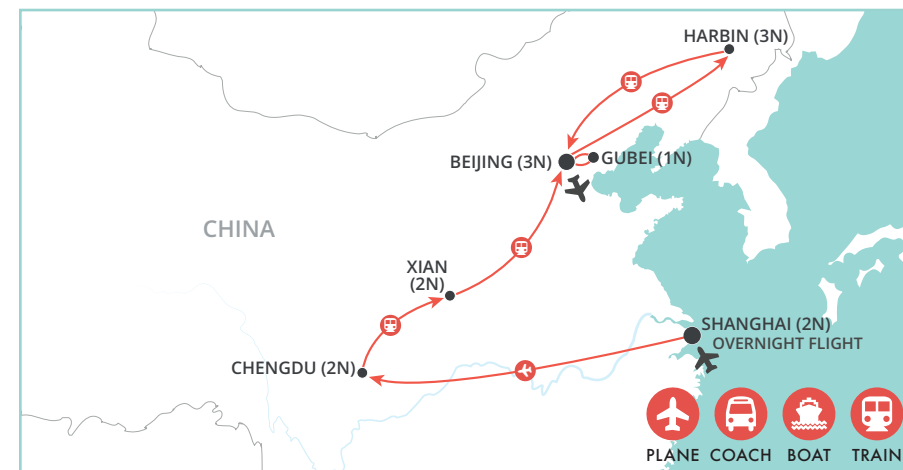 HARBIN (3N)
BEIJING (3N)
GUBEI (1N)
CHINA
XIAN
(2N)
SHANGHAI (2N)
OVERNIGHT FLIGHT
CHENGDU (2N)
PLANE COACH BOAT TRAIN